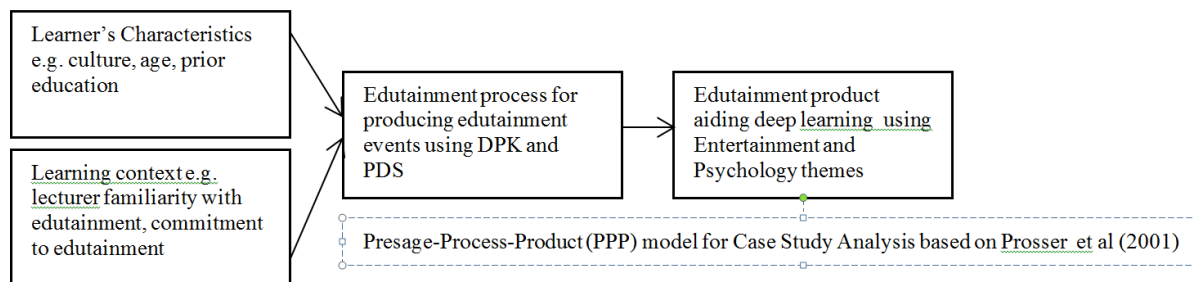 Learner’s Characteristics
e.g. culture, age, prior
education
Learning context e.g.
lecturer familiarity with
edutainment, commitment
to edutainment
Edutainment process for
producing edutainment
events using DPK and
PDS
Edutainment product
aiding deep learning using
Entertainment and
Psychology themes
Presage-Process-Product (PPP) model for Case Study Analysis based on Prosser et al (2001)